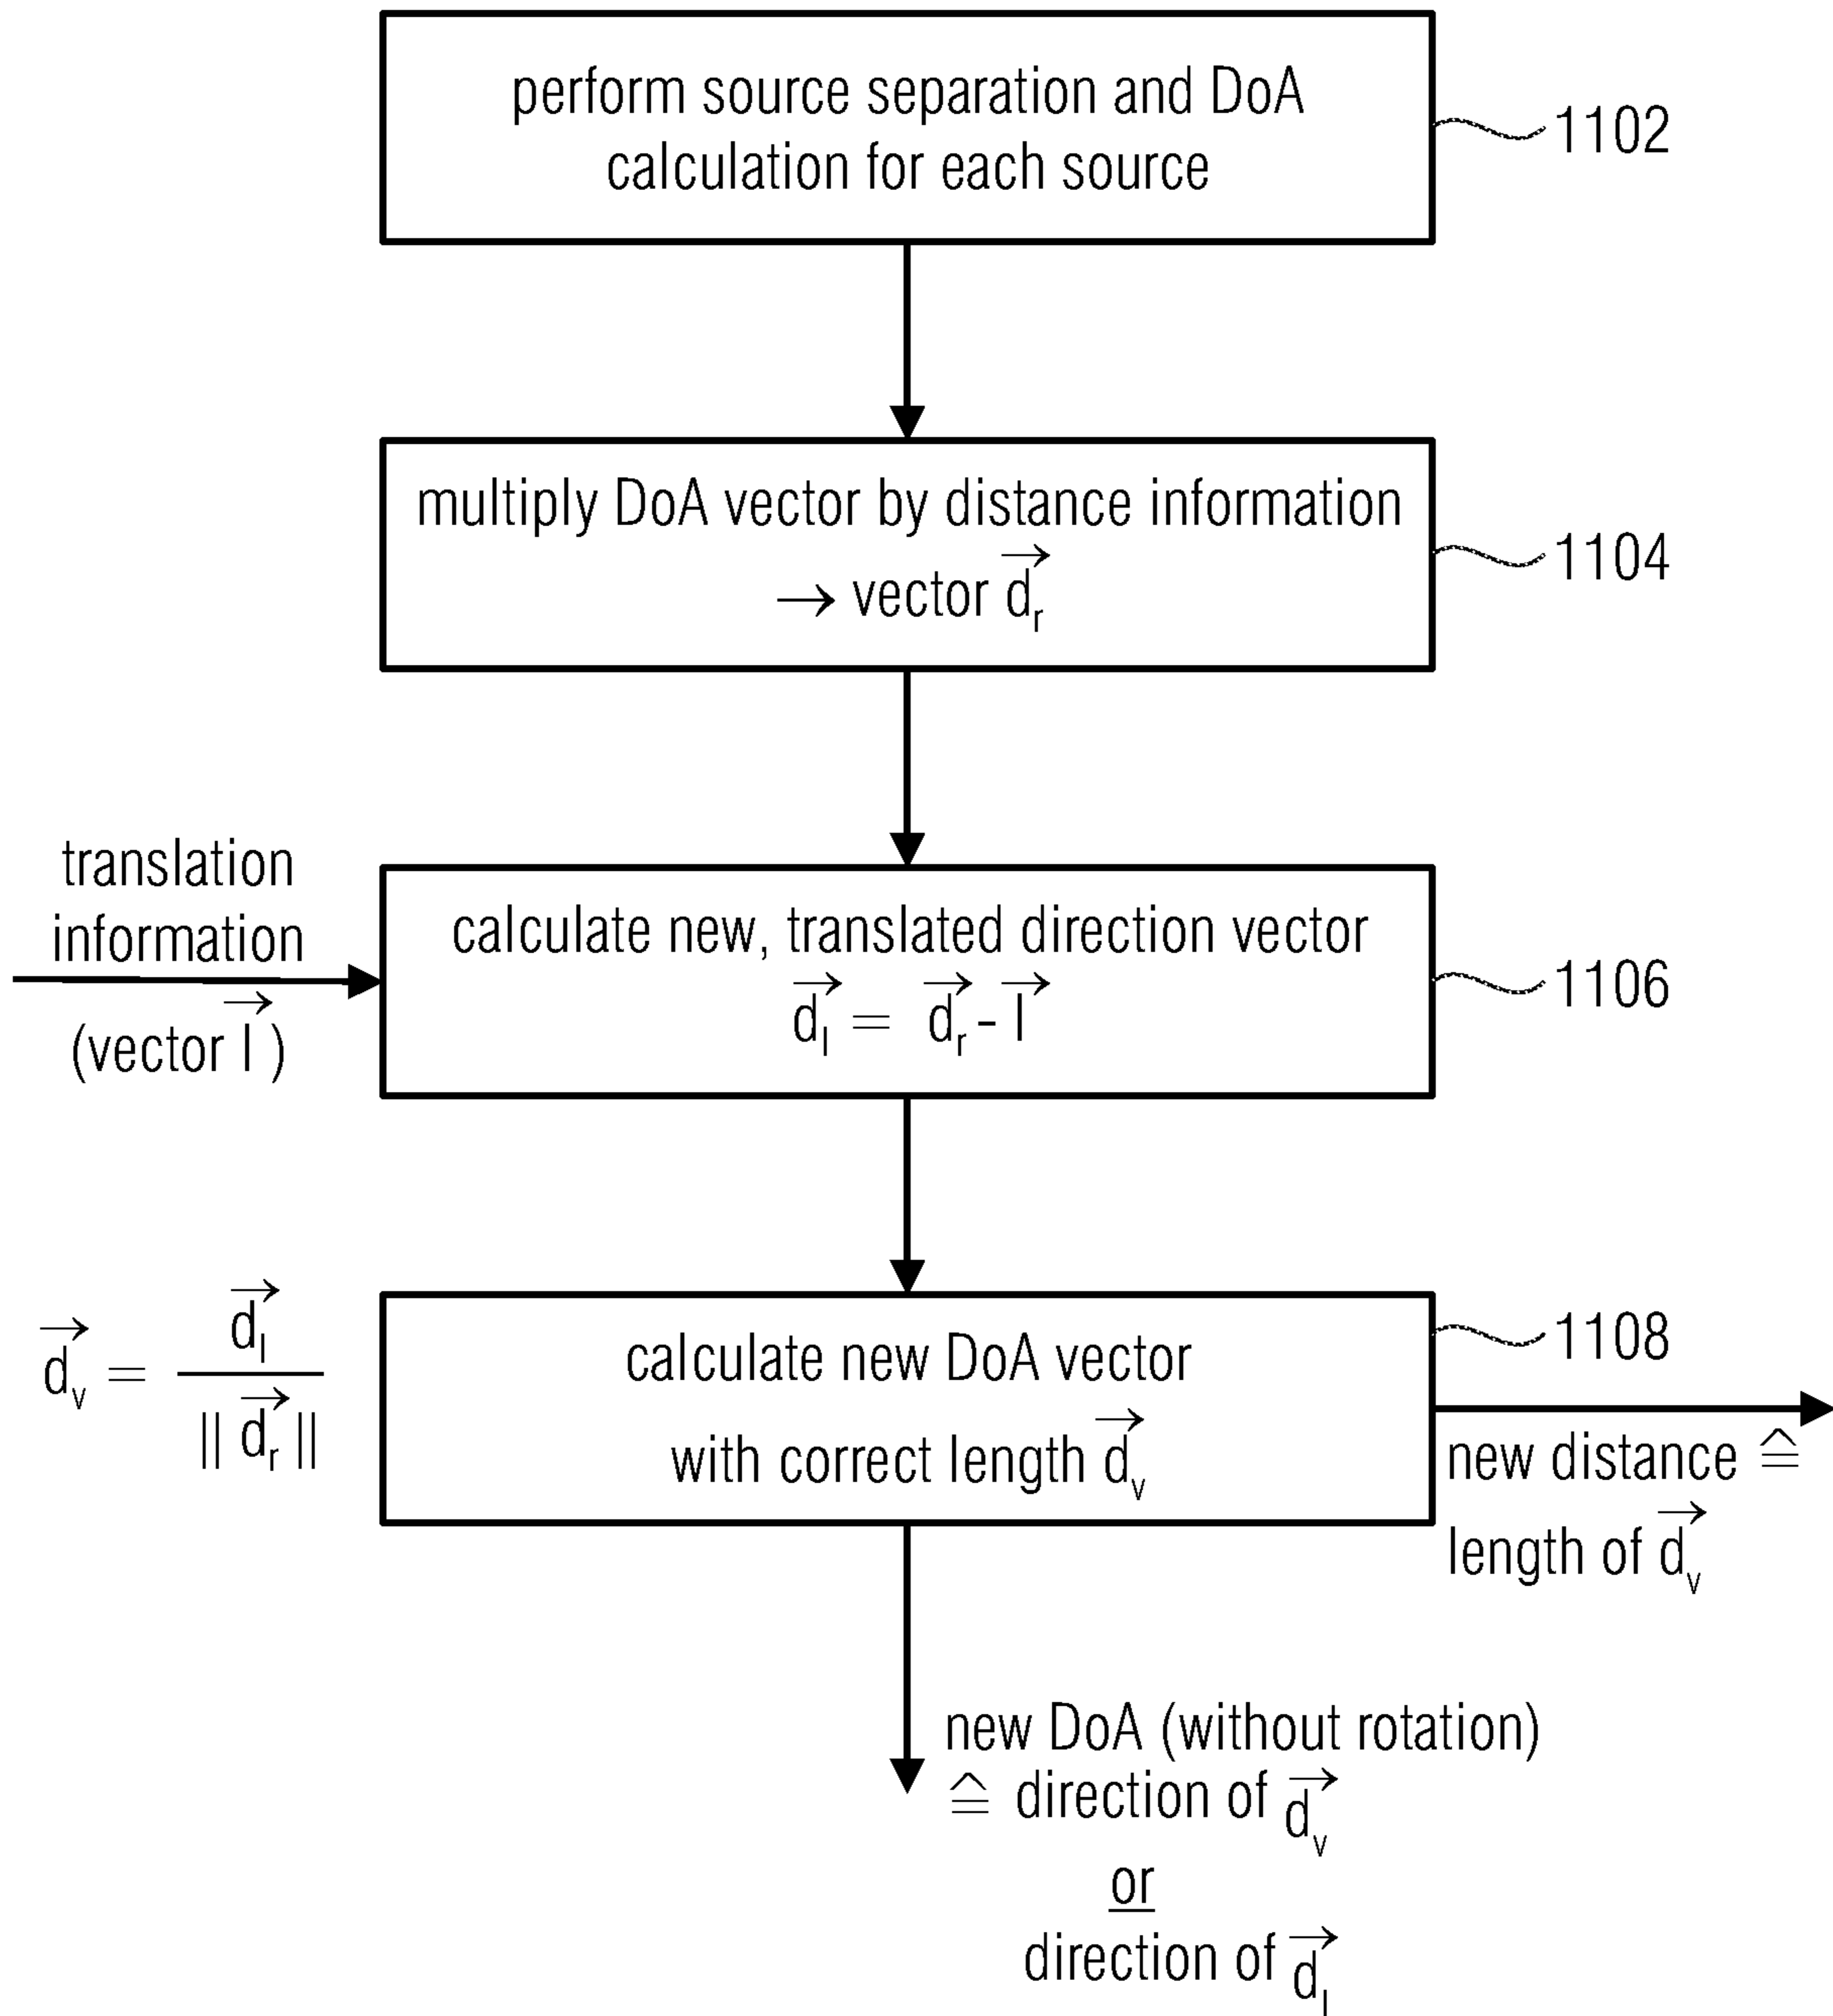 perform source separation and DoA
calculation for each source
1102
multiply DoA vector by distance information
→ vector d⃗ᵣ
1104
translation
information
(vector l⃗ )
calculate new, translated direction vector
d⃗ₗ = d⃗ᵣ - l⃗
1106
d⃗ᵥ = d⃗ₗ / || d⃗ᵣ ||
calculate new DoA vector
with correct length d⃗ᵥ
1108
new distance ≙
length of d⃗ᵥ
new DoA (without rotation)
≙ direction of d⃗ᵥ
or
direction of d⃗ₗ